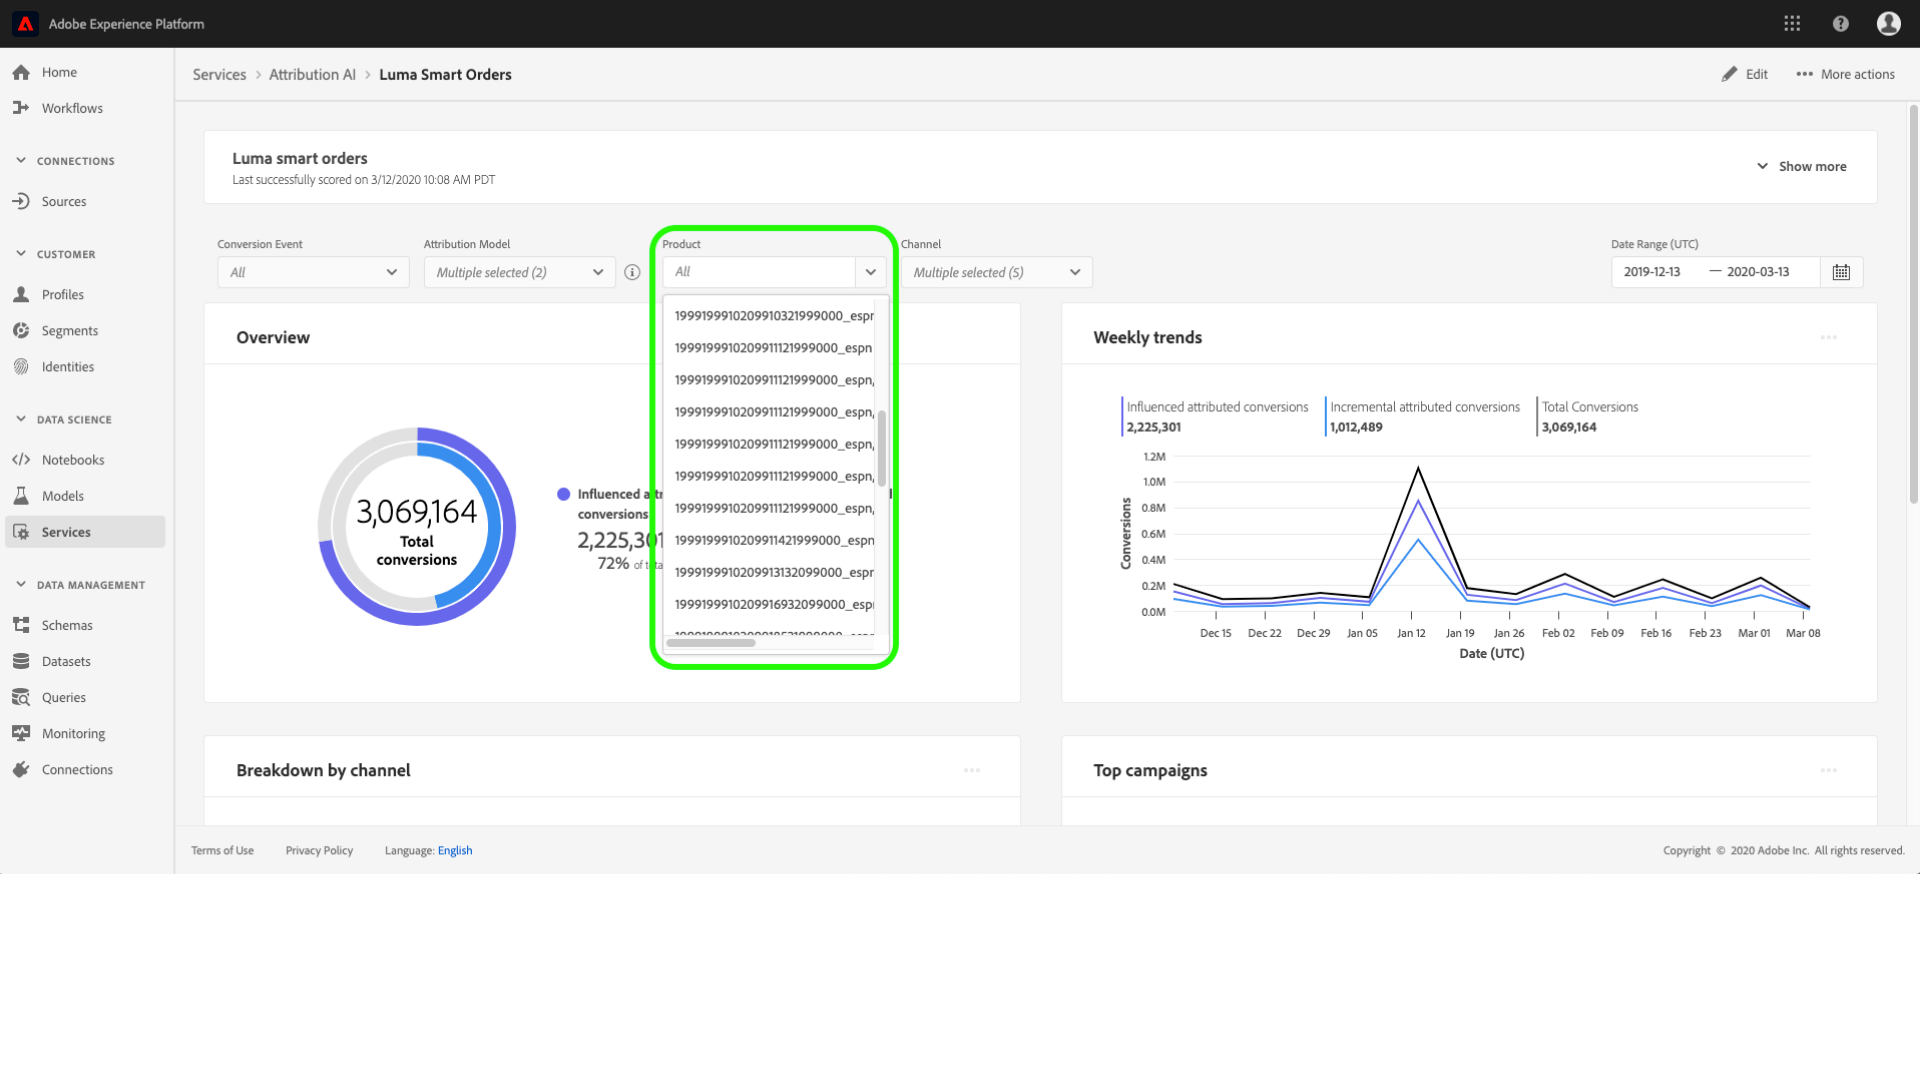 Adobe Experience Platform
Home
Workflows
CONNECTIONS
Sources
CUSTOMER
Profiles
Segments
Identities
DATA SCIENCE
Notebooks
Models
Services
DATA MANAGEMENT
Schemas
Datasets
Queries
Monitoring
Connections
Services > Attribution AI > Luma Smart Orders
Edit
More actions
Luma smart orders
Last successfully scored on 3/12/2020 10:08 AM PDT
Show more
Conversion Event
All
Attribution Model
Multiple selected (2)
Product
All
Channel
Multiple selected (5)
Date Range (UTC)
2019-12-13 — 2020-03-13
199919991020991032199900​0_espn
1999199910209911121999000_espn
1999199910209911121999000_espn,
1999199910209911121999000_espn,
1999199910209911121999000_espn,
1999199910209911121999000_espn,
1999199910209911121999000_espn,
1999199910209911421999000_espn
1999199910209913132099000_espn
1999199910209916932099000_espn
Overview
3,069,164
Total
conversions
Influenced
conversions
2,225,301
72% of
Weekly trends
Influenced attributed conversions
2,225,301
Incremental attributed conversions
1,012,489
Total Conversions
3,069,164
Conversions
1.2M
1.0M
0.8M
0.6M
0.4M
0.2M
0.0M
Dec 15 Dec 22 Dec 29 Jan 05 Jan 12 Jan 19 Jan 26 Feb 02 Feb 09 Feb 16 Feb 23 Mar 01 Mar 08
Date (UTC)
Breakdown by channel
Top campaigns
Terms of Use
Privacy Policy
Language: English
Copyright © 2020 Adobe Inc. All rights reserved.